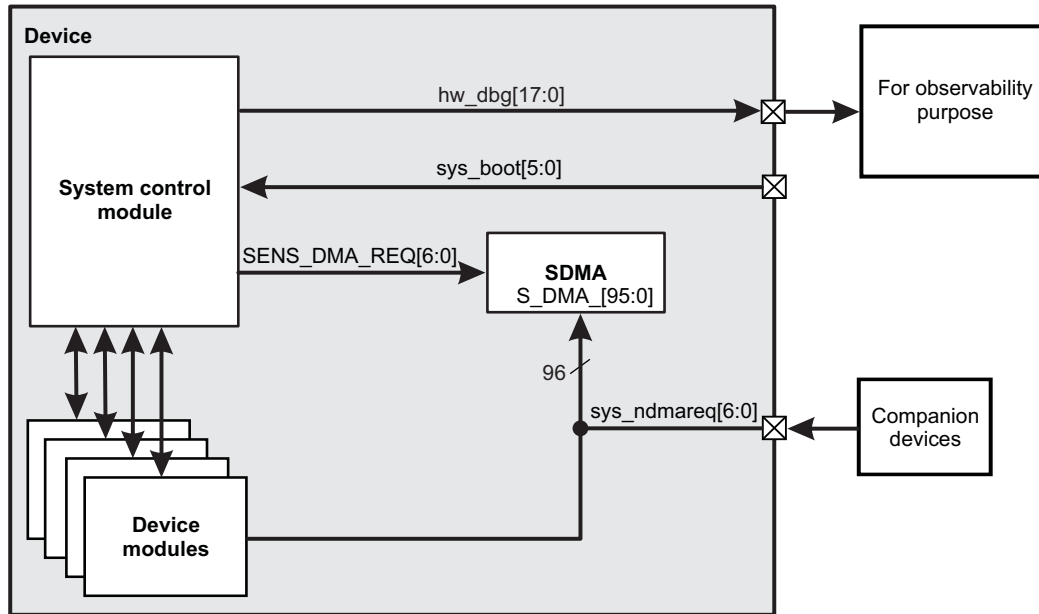 Device
hw_dbg[17:0]
For observability
purpose
sys_boot[5:0]
System control
module
SENS_DMA_REQ[6:0]
SDMA
S_DMA_[95:0]
96
sys_ndmareq[6:0]
Companion
devices
Device
modules